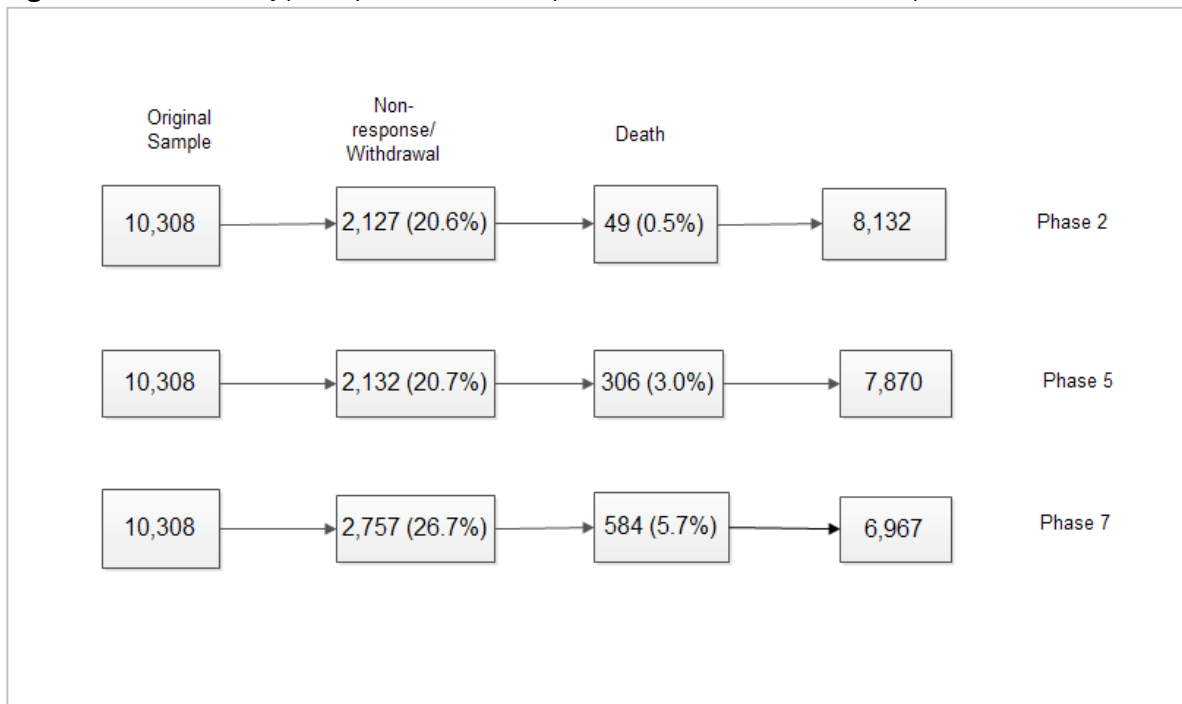 Original
Sample
Non-
response/
Withdrawal
Death
10,308
2,127 (20.6%)
49 (0.5%)
8,132
Phase 2
10,308
2,132 (20.7%)
306 (3.0%)
7,870
Phase 5
10,308
2,757 (26.7%)
584 (5.7%)
6,967
Phase 7